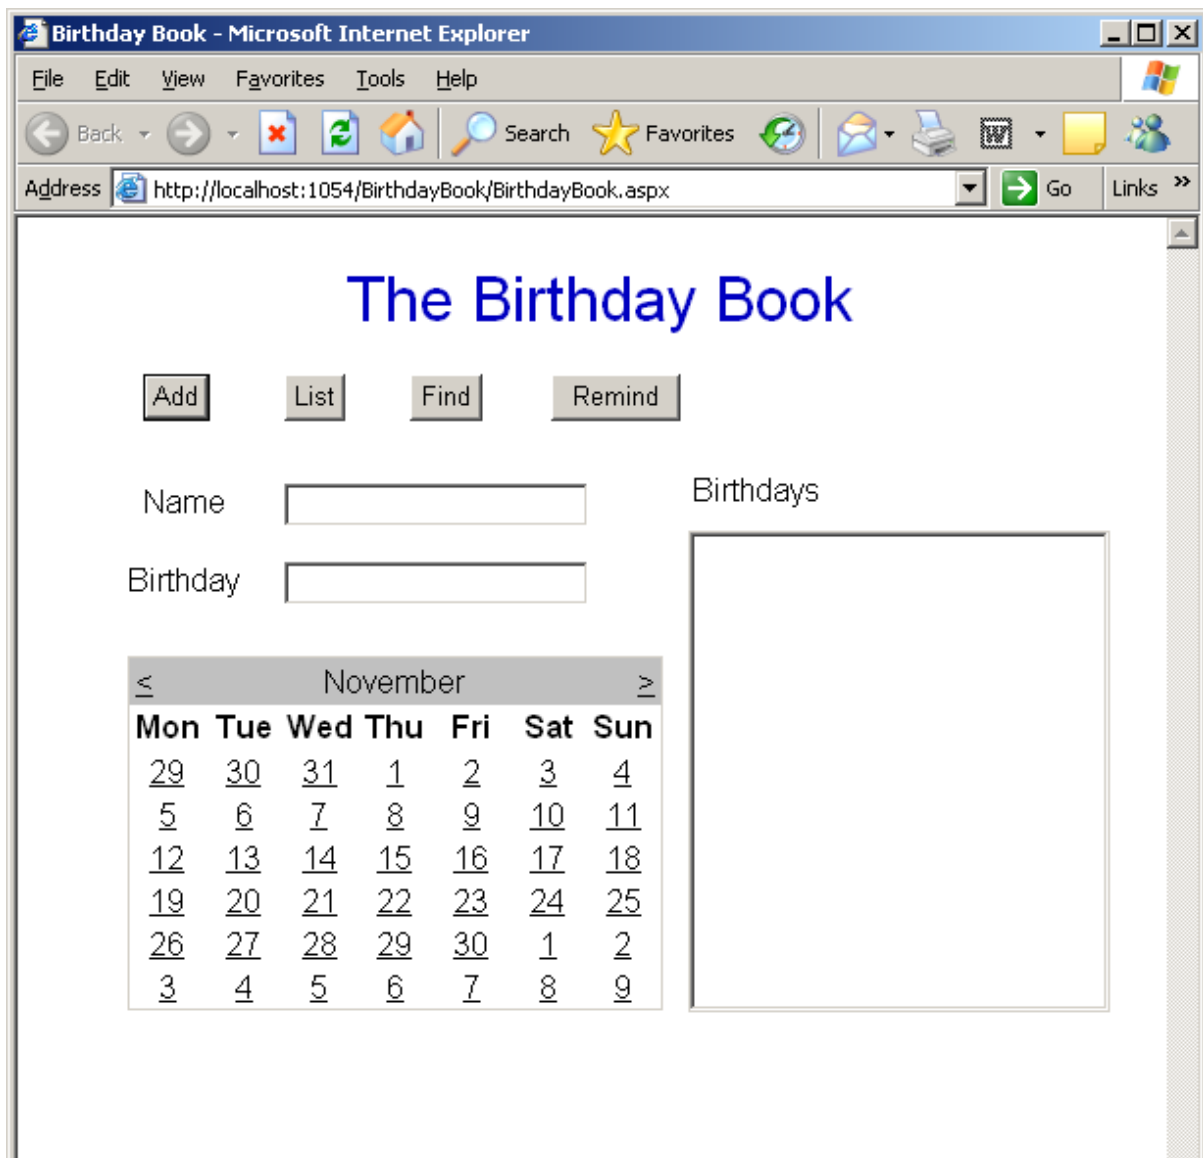 Birthday Book - Microsoft Internet Explorer
File Edit View Favorites Tools Help
Back Search Favorites
Address http://localhost:1054/BirthdayBook/BirthdayBook.aspx Go Links »
The Birthday Book
Add List Find Remind
Name
Birthdays
Birthday
< November >
Mon Tue Wed Thu Fri Sat Sun
29 30 31 1 2 3 4
5 6 7 8 9 10 11
12 13 14 15 16 17 18
19 20 21 22 23 24 25
26 27 28 29 30 1 2
3 4 5 6 7 8 9